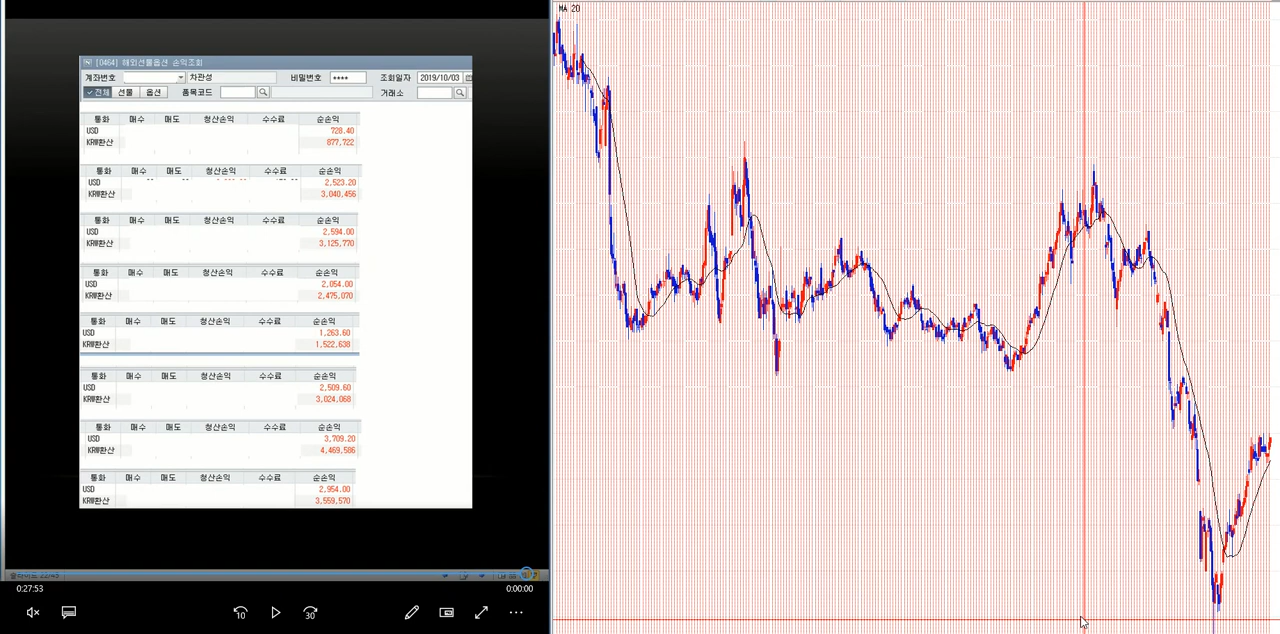 [0464] 해외선물옵션 손익조회
계좌번호 차관성 비밀번호 **** 조회일자 2019/10/03
✓전체 선물 옵션 품목코드 거래소
통화 매수 매도 청산손익 수수료 순손익
USD 728.40
KRW환산 877,722
통화 매수 매도 청산손익 수수료 순손익
USD 2,523.20
KRW환산 3,040,456
통화 매수 매도 청산손익 수수료 순손익
USD 2,594.00
KRW환산 3,125,770
통화 매수 매도 청산손익 수수료 순손익
USD 2,054.00
KRW환산 2,475,070
통화 매수 매도 청산손익 수수료 순손익
USD 1,263.60
KRW환산 1,522,638
통화 매수 매도 청산손익 수수료 순손익
USD 2,509.60
KRW환산 3,024,068
통화 매수 매도 청산손익 수수료 순손익
USD 3,709.20
KRW환산 4,469,586
통화 매수 매도 청산손익 수수료 순손익
USD 2,954.00
KRW환산 3,559,570
슬라이드 22/45
0:27:53 0:00:00
10 30
MA 20